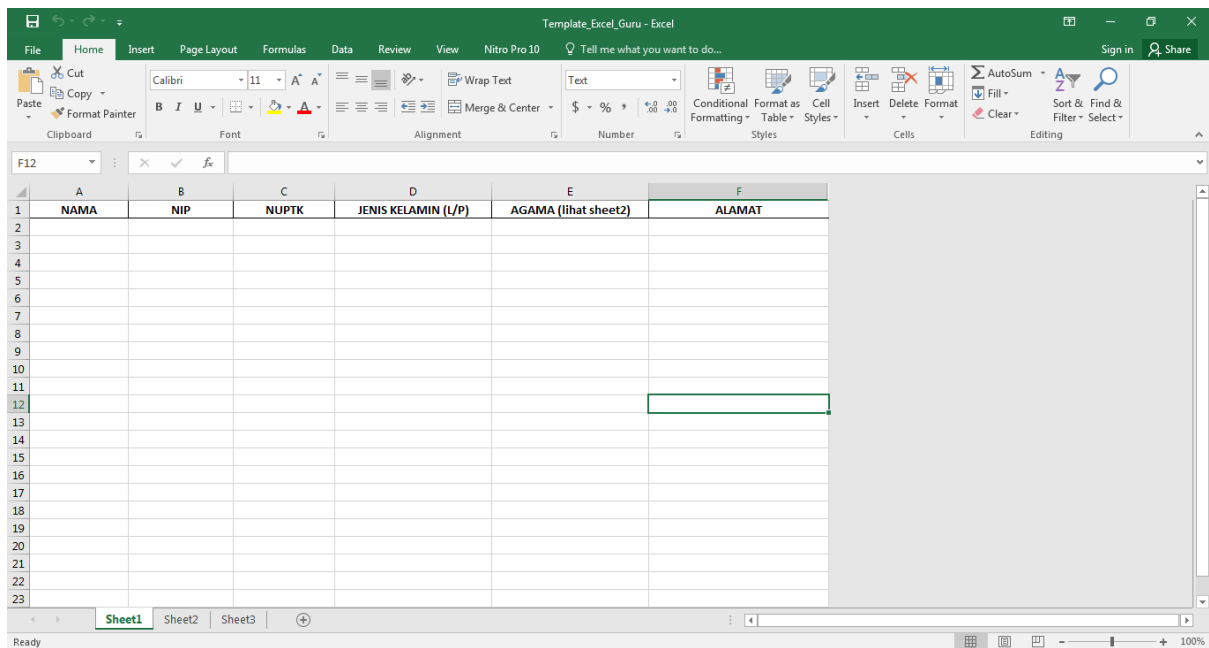 Template_Excel_Guru - Excel
File Home Insert Page Layout Formulas Data Review View Nitro Pro 10 Tell me what you want to do... Sign in Share
Paste
Cut
Copy
Format Painter
Clipboard
Calibri 11
B I U
Font
Wrap Text
Merge & Center
Alignment
Text
$ % ,
Number
Conditional Formatting
Format as Table
Cell Styles
Styles
Insert Delete Format
Cells
AutoSum
Fill
Clear
Sort & Filter
Find & Select
Editing
F12 fx
A B C D E F
1 NAMA NIP NUPTK JENIS KELAMIN (L/P) AGAMA (lihat sheet2) ALAMAT
2
3
4
5
6
7
8
9
10
11
12
13
14
15
16
17
18
19
20
21
22
23
Sheet1 Sheet2 Sheet3
Ready 100%